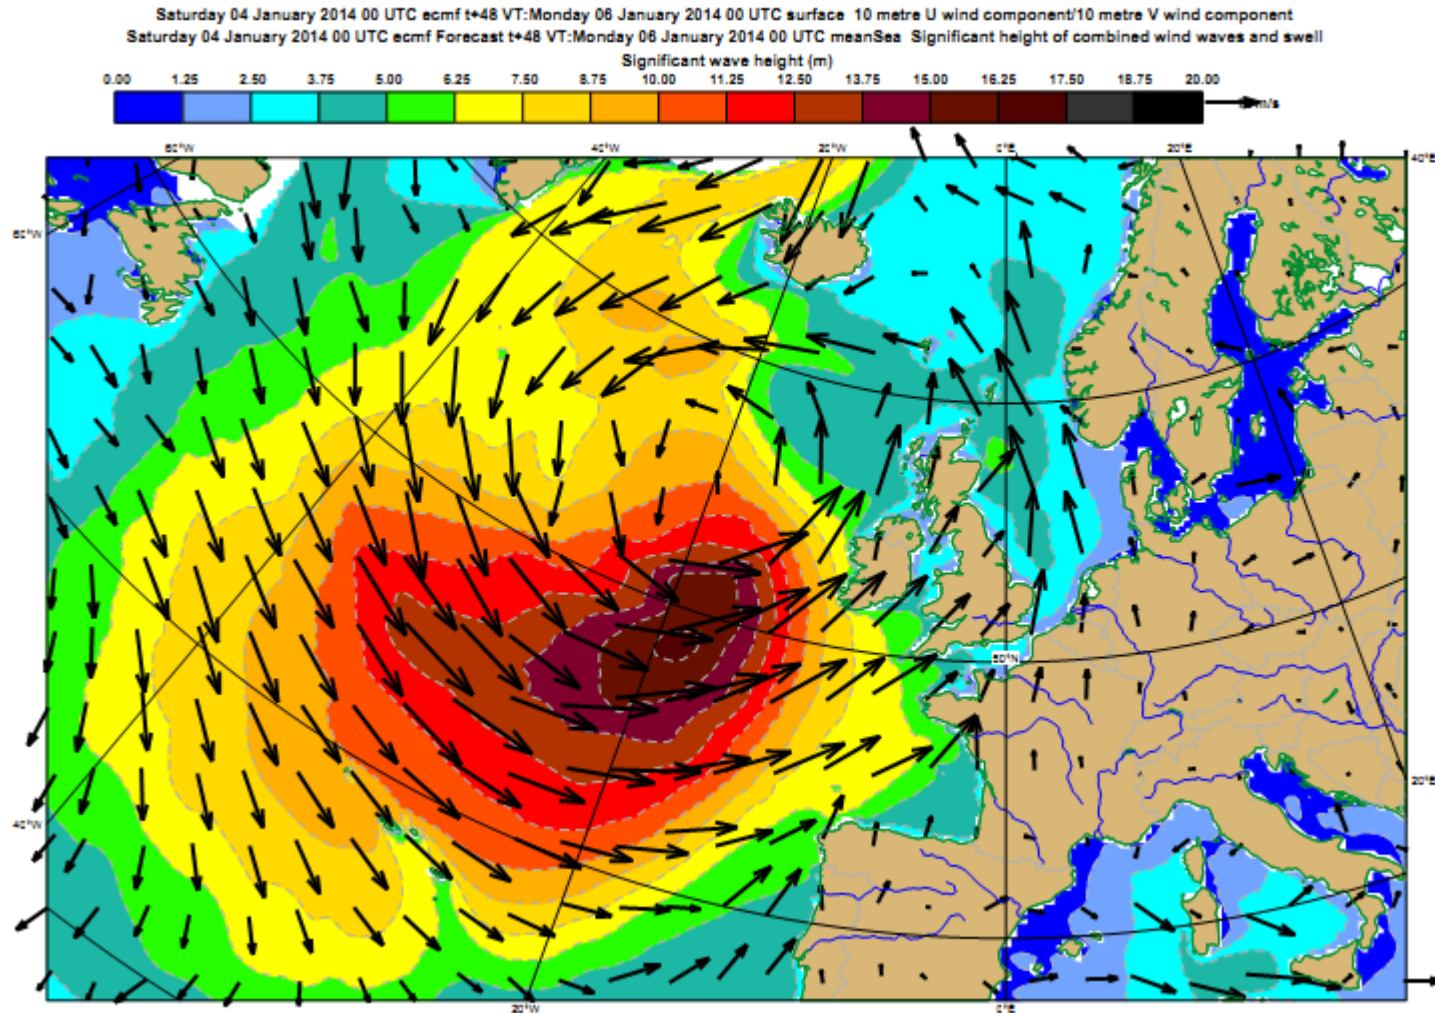 Saturday 04 January 2014 00 UTC ecmf t+48 VT:Monday 06 January 2014 00 UTC surface 10 metre U wind component/10 metre V wind component
Saturday 04 January 2014 00 UTC ecmf Forecast t+48 VT:Monday 06 January 2014 00 UTC meanSea Significant height of combined wind waves and swell
Significant wave height (m)
0.00 1.25 2.50 3.75 5.00 6.25 7.50 8.75 10.00 11.25 12.50 13.75 15.00 16.25 17.50 18.75 20.00
m/s
60°W 40°W 20°W 0°E 20°E 40°E
60°W
50°N
20°E
40°W
20°W 0°E